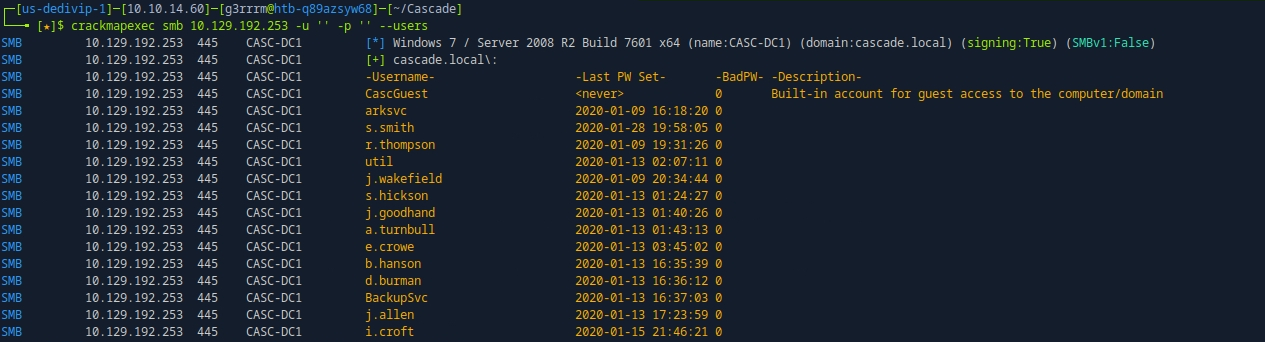 [us-dedivip-1]─[10.10.14.60]─[g3rrrm@htb-q89azsyw68]─[~/Cascade]
[★]$ crackmapexec smb 10.129.192.253 -u '' -p '' --users
SMB 10.129.192.253 445 CASC-DC1 [*] Windows 7 / Server 2008 R2 Build 7601 x64 (name:CASC-DC1) (domain:cascade.local) (signing:True) (SMBv1:False)
SMB 10.129.192.253 445 CASC-DC1 [+] cascade.local\:
SMB 10.129.192.253 445 CASC-DC1 -Username- -Last PW Set- -BadPW- -Description-
SMB 10.129.192.253 445 CASC-DC1 CascGuest <never> 0 Built-in account for guest access to the computer/domain
SMB 10.129.192.253 445 CASC-DC1 arksvc 2020-01-09 16:18:20 0
SMB 10.129.192.253 445 CASC-DC1 s.smith 2020-01-28 19:58:05 0
SMB 10.129.192.253 445 CASC-DC1 r.thompson 2020-01-09 19:31:26 0
SMB 10.129.192.253 445 CASC-DC1 util 2020-01-13 02:07:11 0
SMB 10.129.192.253 445 CASC-DC1 j.wakefield 2020-01-09 20:34:44 0
SMB 10.129.192.253 445 CASC-DC1 s.hickson 2020-01-13 01:24:27 0
SMB 10.129.192.253 445 CASC-DC1 j.goodhand 2020-01-13 01:40:26 0
SMB 10.129.192.253 445 CASC-DC1 a.turnbull 2020-01-13 01:43:13 0
SMB 10.129.192.253 445 CASC-DC1 e.crowe 2020-01-13 03:45:02 0
SMB 10.129.192.253 445 CASC-DC1 b.hanson 2020-01-13 16:35:39 0
SMB 10.129.192.253 445 CASC-DC1 d.burman 2020-01-13 16:36:12 0
SMB 10.129.192.253 445 CASC-DC1 BackupSvc 2020-01-13 16:37:03 0
SMB 10.129.192.253 445 CASC-DC1 j.allen 2020-01-13 17:23:59 0
SMB 10.129.192.253 445 CASC-DC1 i.croft 2020-01-15 21:46:21 0